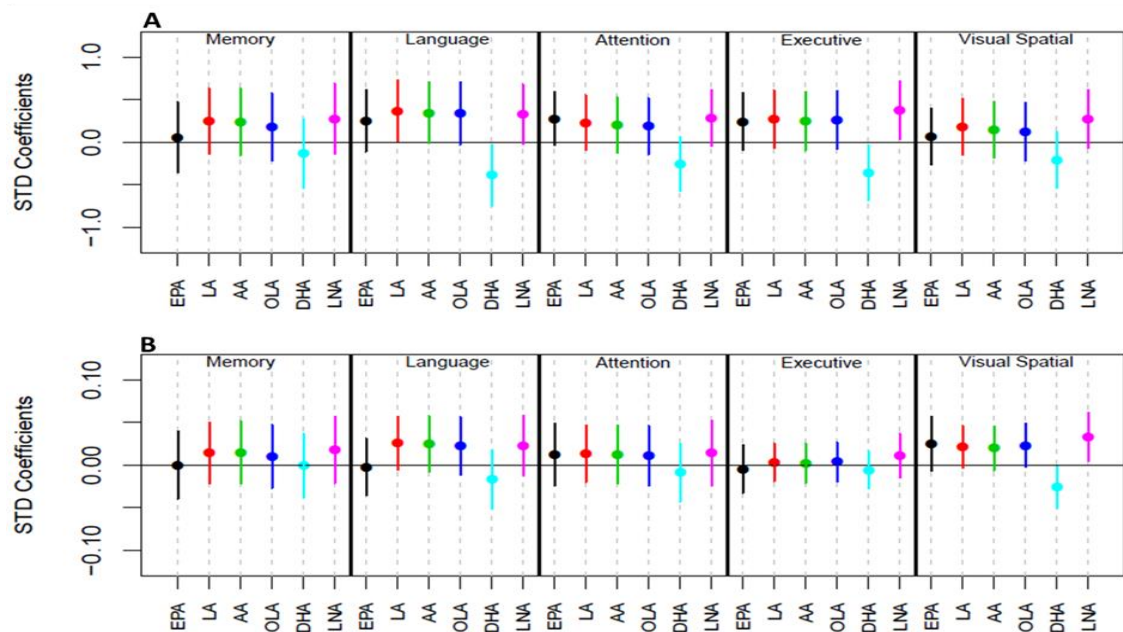 A
Memory Language Attention Executive Visual Spatial
STD Coefficients
1.0
0.0
−1.0
EPA LA AA OLA DHA LNA EPA LA AA OLA DHA LNA EPA LA AA OLA DHA LNA EPA LA AA OLA DHA LNA EPA LA AA OLA DHA LNA
B
Memory Language Attention Executive Visual Spatial
STD Coefficients
0.10
0.00
−0.10
EPA LA AA OLA DHA LNA EPA LA AA OLA DHA LNA EPA LA AA OLA DHA LNA EPA LA AA OLA DHA LNA EPA LA AA OLA DHA LNA